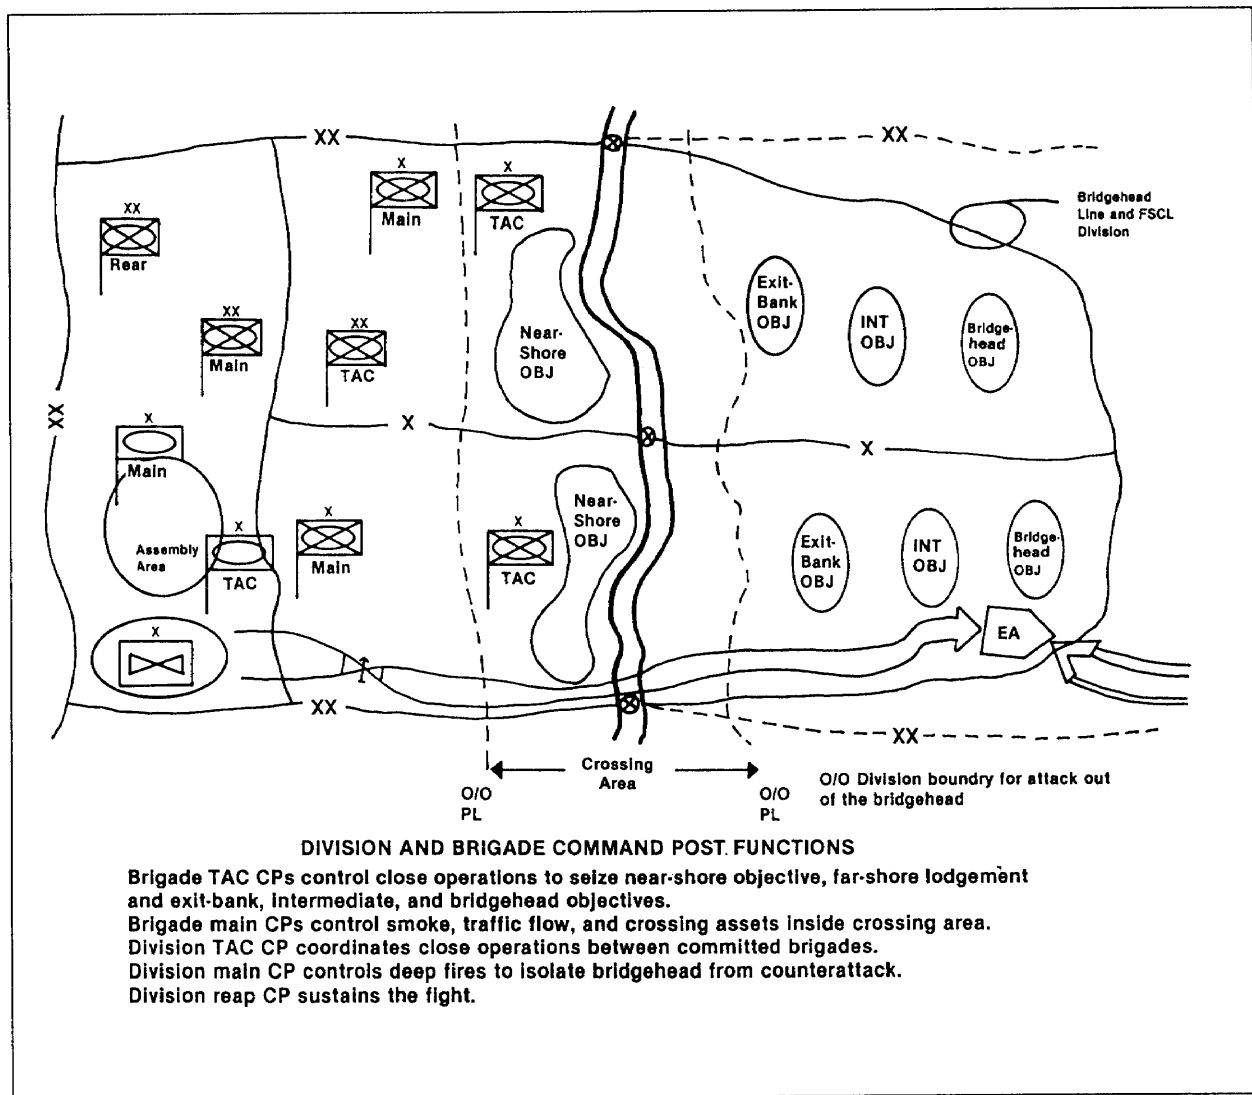 XX
XX
X
Main
X
TAC
XX
Rear
Bridgehead
Line and FSCL
Division
Exit-
Bank
OBJ
INT
OBJ
Bridge-
head
OBJ
Near-
Shore
OBJ
XX
Main
XX
TAC
XX
X
X
X
Main
Assembly
Area
X
TAC
X
Main
X
TAC
Near-
Shore
OBJ
Exit-
Bank
OBJ
INT
OBJ
Bridge-
head
OBJ
X
EA
XX
XX
Crossing
Area
O/O
PL
O/O
PL
O/O Division boundry for attack out
of the bridgehead
DIVISION AND BRIGADE COMMAND POST. FUNCTIONS
Brigade TAC CPs control close operations to seize near-shore objective, far-shore lodgement
and exit-bank, intermediate, and bridgehead objectives.
Brigade main CPs control smoke, traffic flow, and crossing assets inside crossing area.
Division TAC CP coordinates close operations between committed brigades.
Division main CP controls deep fires to isolate bridgehead from counterattack.
Division reap CP sustains the fight.